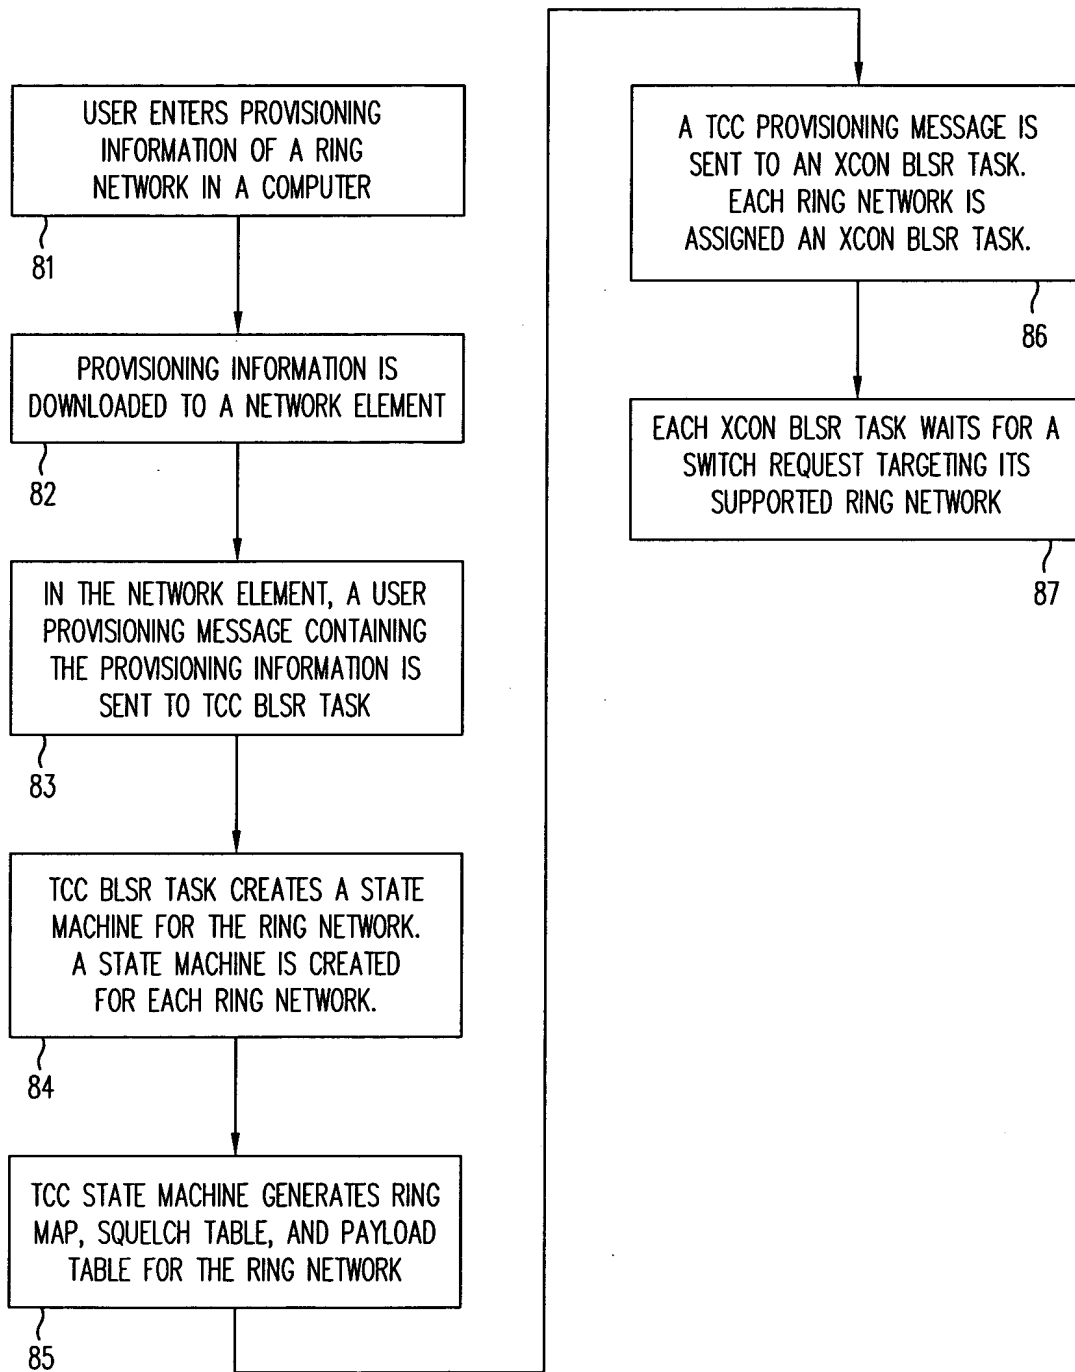 USER ENTERS PROVISIONING
INFORMATION OF A RING
NETWORK IN A COMPUTER
81
PROVISIONING INFORMATION IS
DOWNLOADED TO A NETWORK ELEMENT
82
IN THE NETWORK ELEMENT, A USER
PROVISIONING MESSAGE CONTAINING
THE PROVISIONING INFORMATION IS
SENT TO TCC BLSR TASK
83
TCC BLSR TASK CREATES A STATE
MACHINE FOR THE RING NETWORK.
A STATE MACHINE IS CREATED
FOR EACH RING NETWORK.
84
TCC STATE MACHINE GENERATES RING
MAP, SQUELCH TABLE, AND PAYLOAD
TABLE FOR THE RING NETWORK
85
A TCC PROVISIONING MESSAGE IS
SENT TO AN XCON BLSR TASK.
EACH RING NETWORK IS
ASSIGNED AN XCON BLSR TASK.
86
EACH XCON BLSR TASK WAITS FOR A
SWITCH REQUEST TARGETING ITS
SUPPORTED RING NETWORK
87